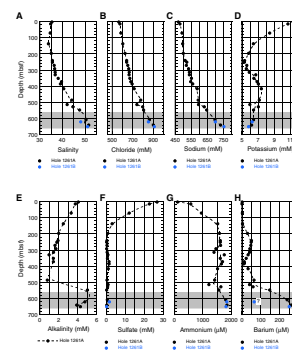 A
B
C
D
Depth (mbsf)
0
100
200
300
400
500
600
700
30 40 50 60
500 700 900
450 550 650 750
5 7 9 11
Salinity
Chloride (mM)
Sodium (mM)
Potassium (mM)
Hole 1261A
Hole 1261B
Hole 1261A
Hole 1261B
Hole 1261A
Hole 1261B
Hole 1261A
Hole 1261B
E
F
G
H
Depth (mbsf)
0
100
200
300
400
500
600
700
?
0 2 4 6
0 10 20 30
0 1000 2000
0 250
Alkalinity (mM)
Sulfate (mM)
Ammonium (µM)
Barium (µM)
Hole 1261A
Hole 1261A
Hole 1261B
Hole 1261A
Hole 1261B
Hole 1261A
Hole 1261B